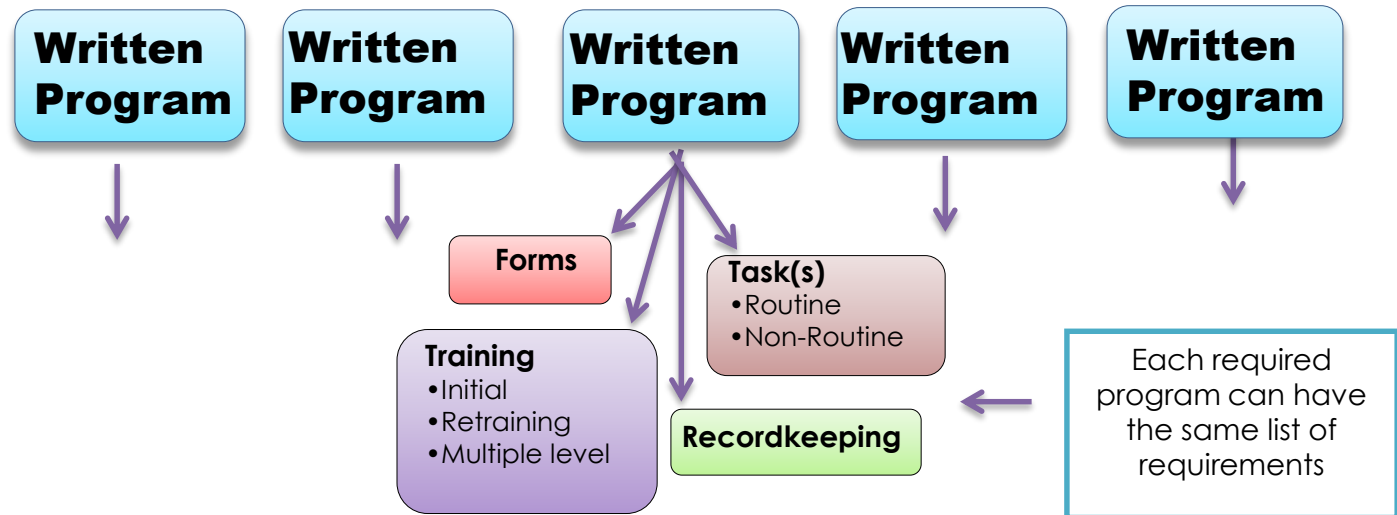 Written
Program
Written
Program
Written
Program
Written
Program
Written
Program
Forms
Task(s)
•Routine
•Non-Routine
Training
•Initial
•Retraining
•Multiple level
Recordkeeping
Each required
program can have
the same list of
requirements